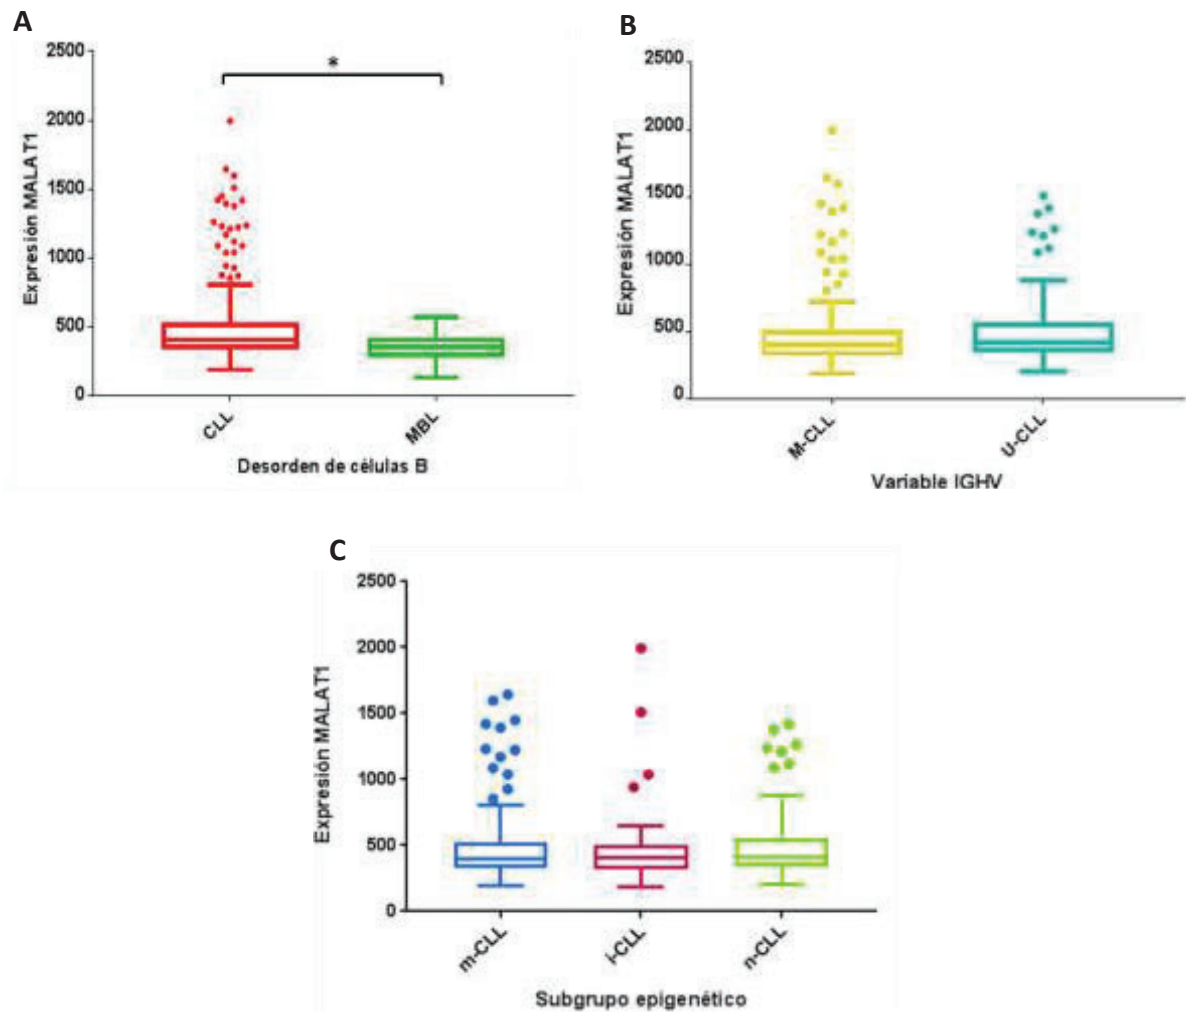 A
Expresión MALAT1
2500
2000
1500
1000
500
0
*
CLL
MBL
Desorden de células B
B
Expresión MALAT1
2500
2000
1500
1000
500
0
M-CLL
U-CLL
Variable IGHV
C
Expresión MALAT1
2500
2000
1500
1000
500
0
m-CLL
i-CLL
n-CLL
Subgrupo epigenético